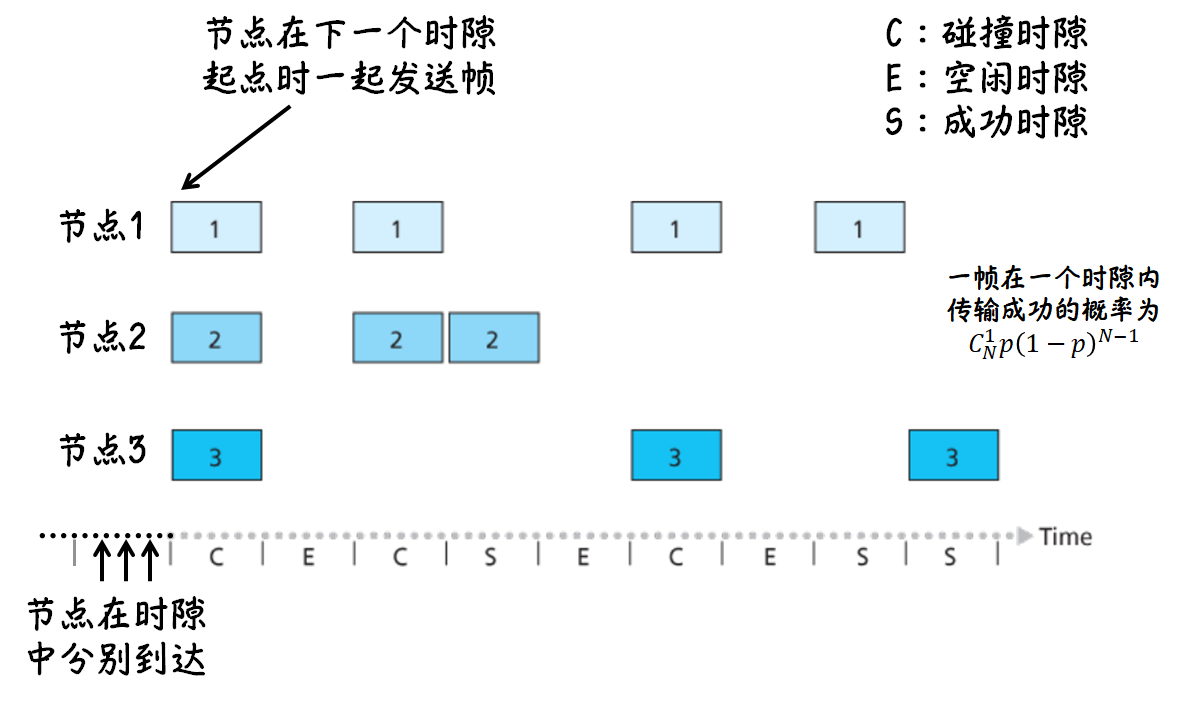 节点在下一个时隙
起点时一起发送帧
C：碰撞时隙
E：空闲时隙
S：成功时隙
节点1
1
1
1
1
一帧在一个时隙内
传输成功的概率为
$C_N^1 p(1-p)^{N-1}$
节点2
2
2
2
节点3
3
3
3
C E C S E C E S S
Time
节点在时隙
中分别到达